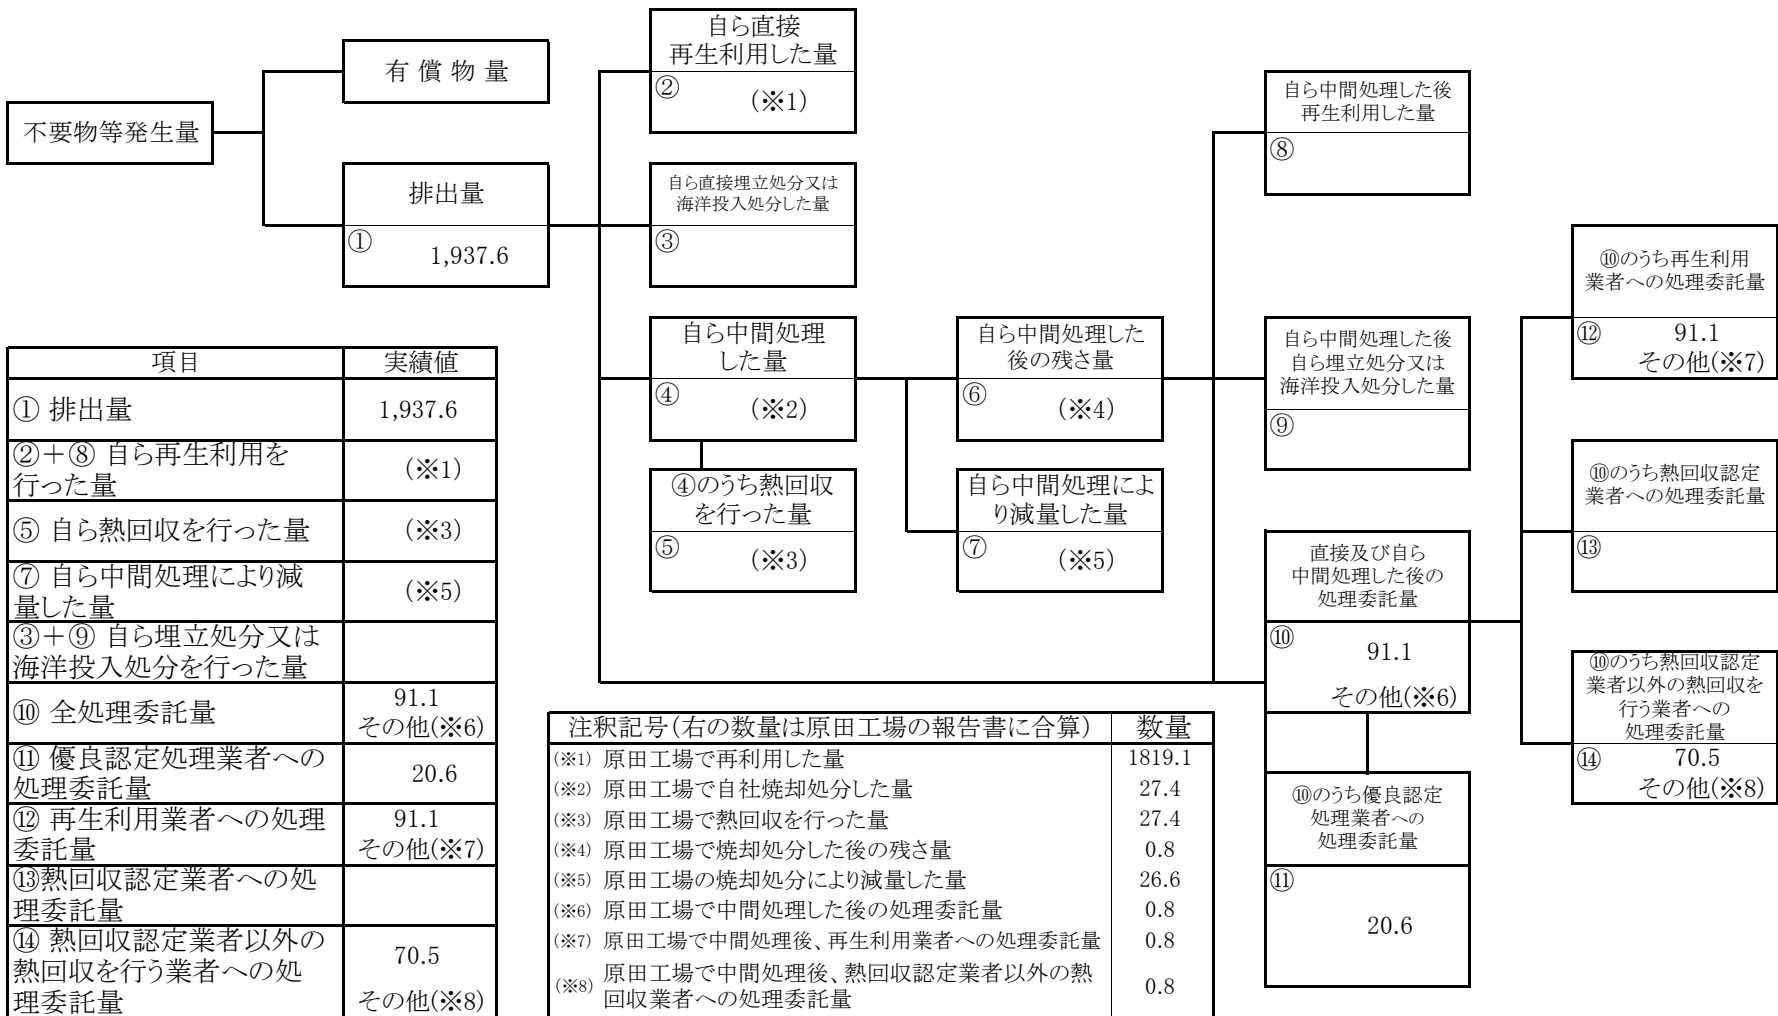 不要物等発生量
有 償 物 量
排出量
①
1,937.6
自ら直接
再生利用した量
②
(※1)
自ら直接埋立処分又は
海洋投入処分した量
③
自ら中間処理
した量
④
(※2)
④のうち熱回収
を行った量
⑤
(※3)
自ら中間処理した
後の残さ量
⑥
(※4)
自ら中間処理によ
り減量した量
⑦
(※5)
自ら中間処理した後
再生利用した量
⑧
自ら中間処理した後
自ら埋立処分又は
海洋投入処分した量
⑨
直接及び自ら
中間処理した後の
処理委託量
⑩
91.1
その他(※6)
⑩のうち優良認定
処理業者への
処理委託量
⑪
20.6
⑩のうち再生利用
業者への処理委託量
⑫
91.1
その他(※7)
⑩のうち熱回収認定
業者への処理委託量
⑬
⑩のうち熱回収認定
業者以外の熱回収を
行う業者への
処理委託量
⑭
70.5
その他(※8)
項目 実績値
① 排出量 1,937.6
②＋⑧ 自ら再生利用を
行った量
(※1)
⑤ 自ら熱回収を行った量 (※3)
⑦ 自ら中間処理により減
量した量
(※5)
③＋⑨ 自ら埋立処分又は
海洋投入処分を行った量
⑩ 全処理委託量
91.1
その他(※6)
⑪ 優良認定処理業者への
処理委託量
20.6
⑫ 再生利用業者への処理
委託量
91.1
その他(※7)
⑬熱回収認定業者への処
理委託量
⑭ 熱回収認定業者以外の
熱回収を行う業者への処
理委託量
70.5
その他(※8)
注釈記号(右の数量は原田工場の報告書に合算) 数量
(※1) 原田工場で再利用した量 1819.1
(※2) 原田工場で自社焼却処分した量 27.4
(※3) 原田工場で熱回収を行った量 27.4
(※4) 原田工場で焼却処分した後の残さ量 0.8
(※5) 原田工場の焼却処分により減量した量 26.6
(※6) 原田工場で中間処理した後の処理委託量 0.8
(※7) 原田工場で中間処理後、再生利用業者への処理委託量 0.8
(※8) 原田工場で中間処理後、熱回収認定業者以外の熱
回収業者への処理委託量 0.8